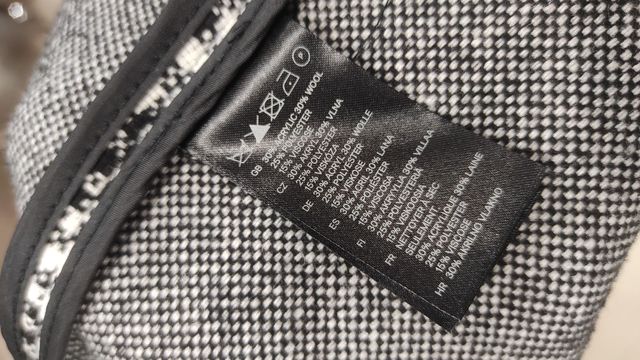 GB 30% ACRYLIC 30% WOOL
25% POLYESTER
15% VISCOSE
CZ 30% AKRYL 30% VLNA
25% POLYESTER
15% VISKÓZA
DE 30% ACRYL 30% WOLLE
25% POLYESTER
15% VISKOSE
ES 30% ACRÍLICO 30% LANA
25% POLIÉSTER
15% VISCOSA
FI 30% AKRYYLIA 30% VILLAA
25% POLYESTERIA
15% VISKOOSIA
FR NETTOYER À SEC
SEULEMENT
30% ACRYLIQUE 30% LAINE
25% POLYESTER
15% VISCOSE
HR 30% AKRILNO VLAKNO